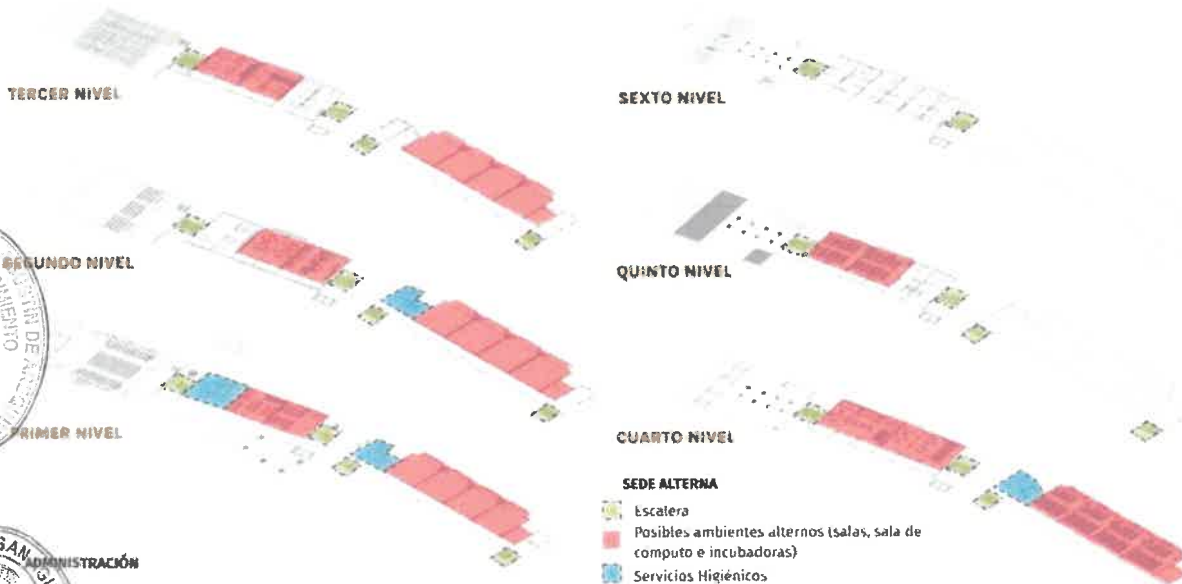 TERCER NIVEL
SEGUNDO NIVEL
PRIMER NIVEL
ADMINISTRACIÓN
SEXTO NIVEL
QUINTO NIVEL
CUARTO NIVEL
SEDE ALTERNA
Escalera
Posibles ambientes alternos (salas, sala de
computo e incubadoras)
Servicios Higiénicos